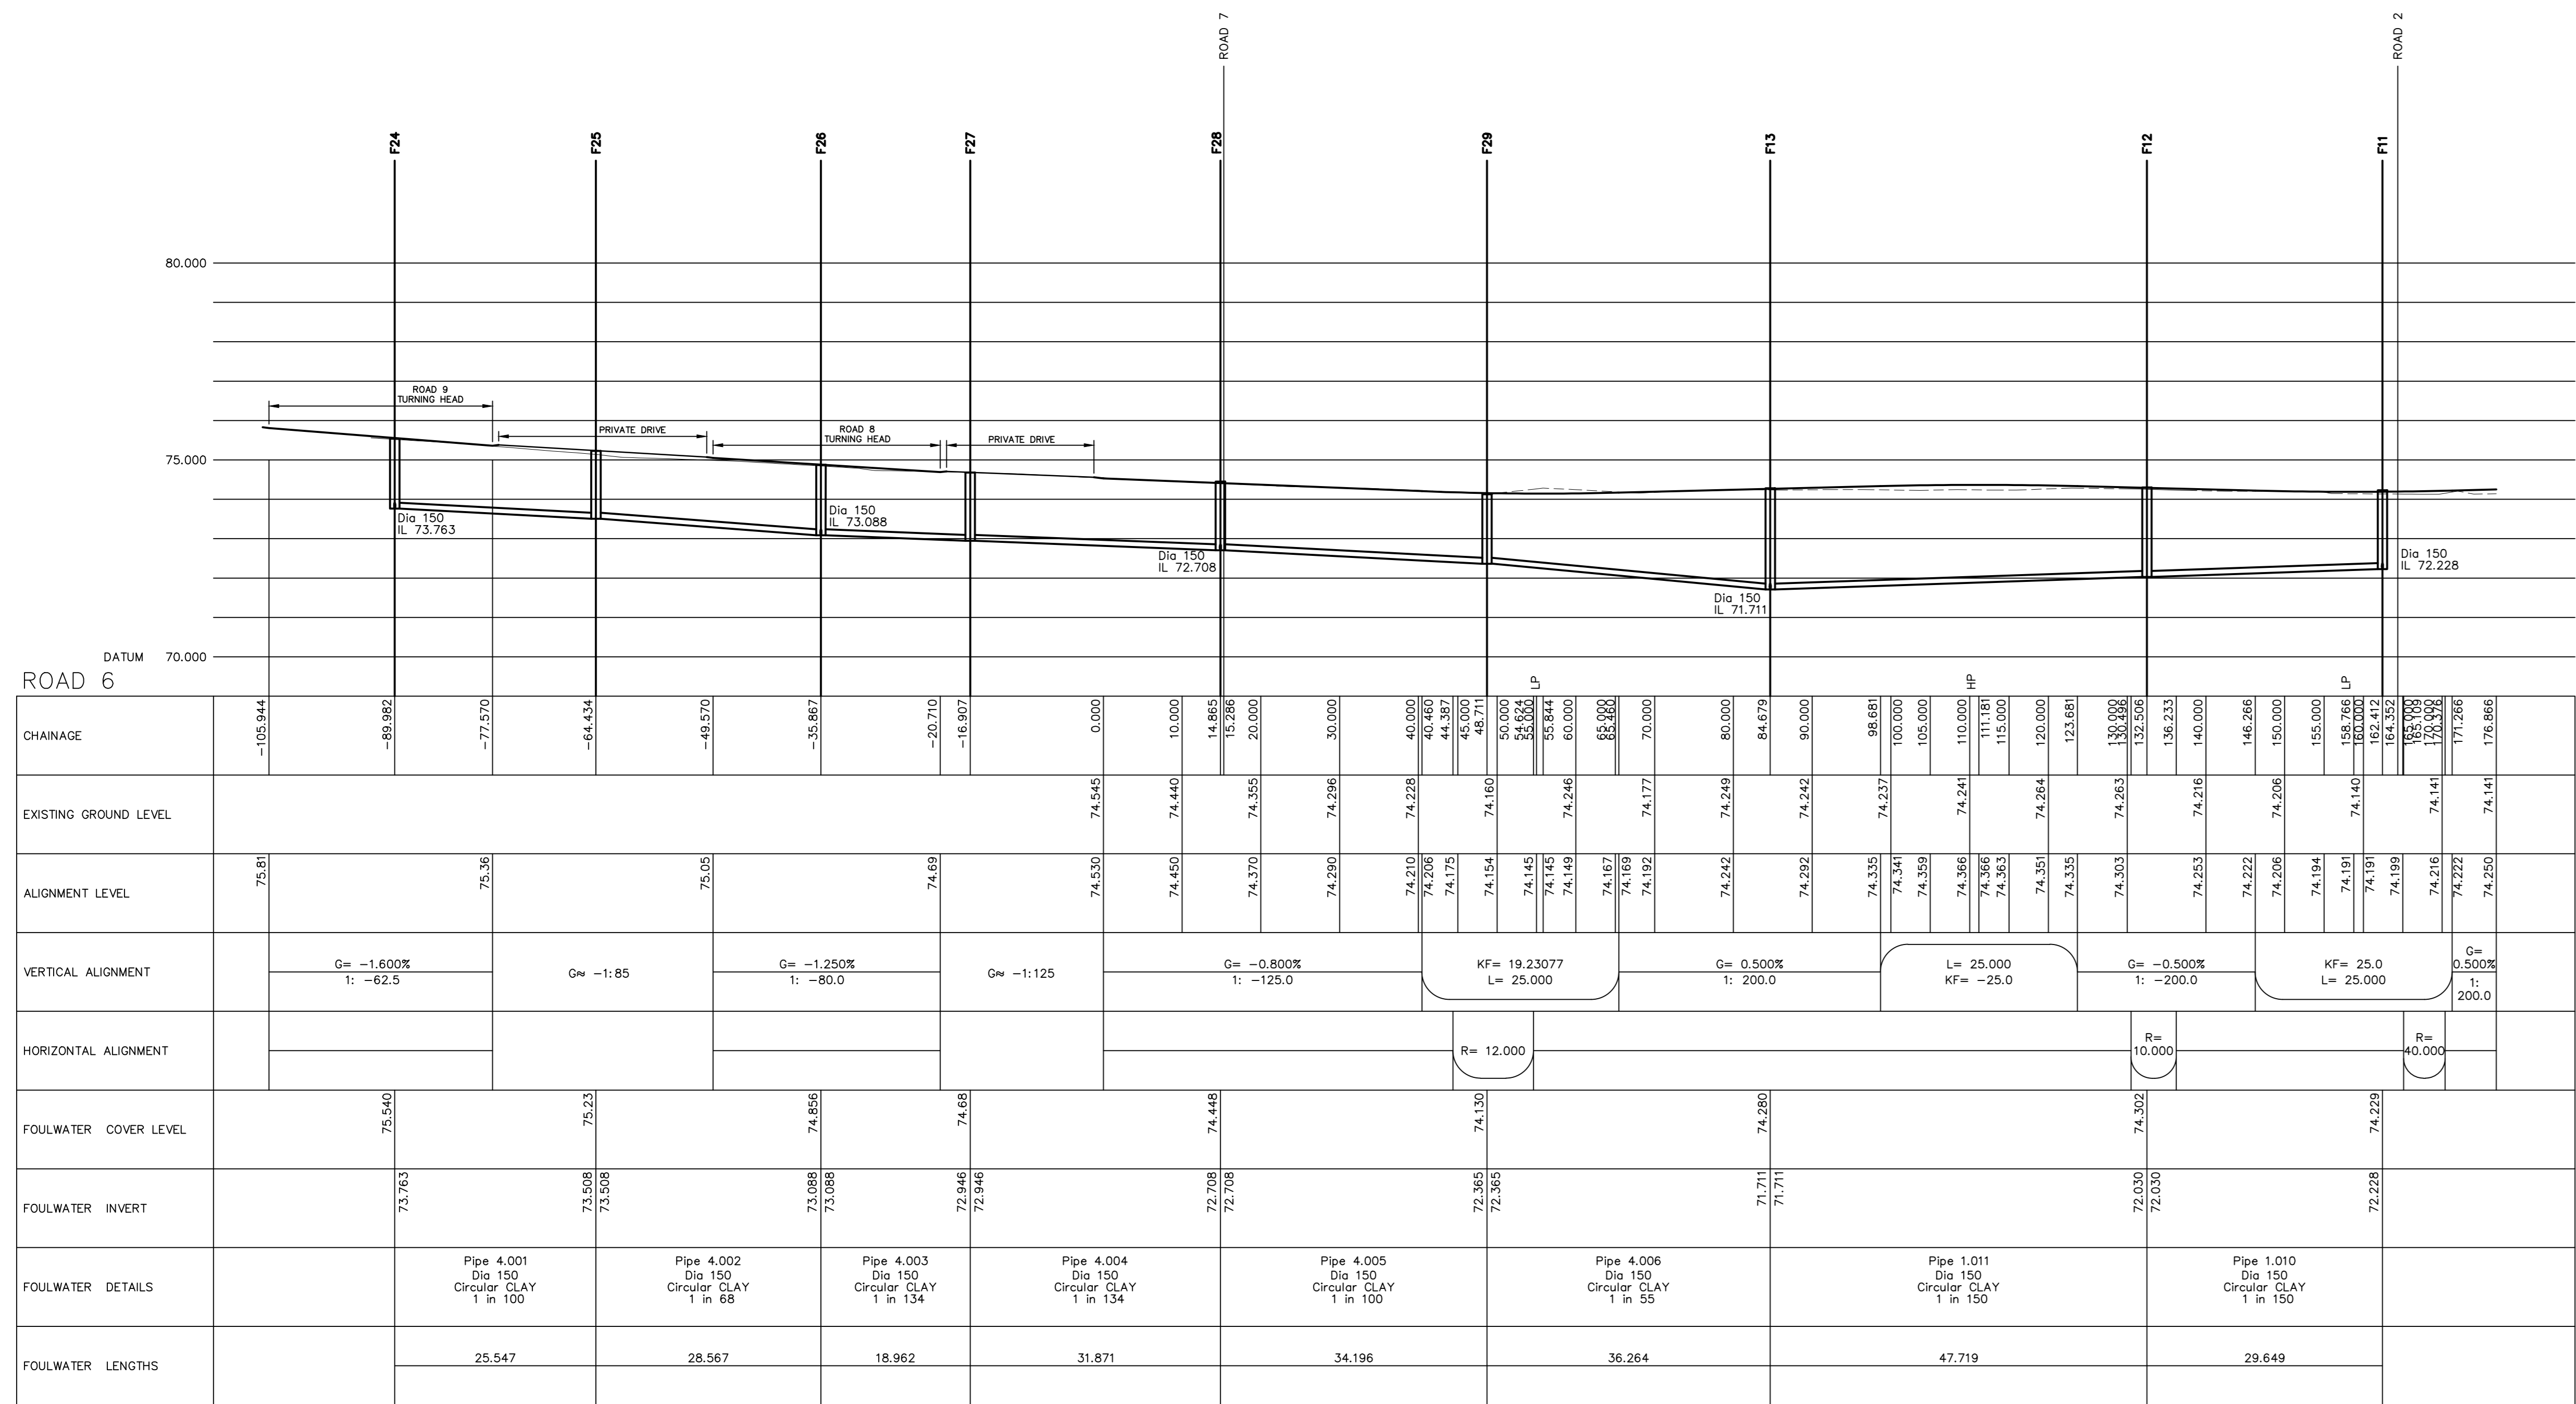 ROAD 7
ROAD 2
F24
F25
F26
F27
F28
F29
F13
F12
F11
80.000
ROAD 9
TURNING HEAD
PRIVATE DRIVE
ROAD 8
TURNING HEAD
PRIVATE DRIVE
75.000
Dia 150
IL 73.763
Dia 150
IL 73.088
Dia 150
IL 72.708
Dia 150
IL 71.711
Dia 150
IL 72.228
DATUM 70.000
ROAD 6
LP
HP
LP
CHAINAGE
-105.944
-89.982
-77.570
-64.434
-49.570
-35.867
-20.710
-16.907
0.000
10.000
14.865
15.286
20.000
30.000
40.000
40.460
44.387
45.000
48.711
50.000
54.624
55.000
55.844
60.000
65.000
65.460
70.000
80.000
84.679
90.000
98.681
100.000
105.000
110.000
111.181
115.000
120.000
123.681
130.000
130.496
132.506
136.233
140.000
146.266
150.000
155.000
158.766
160.000
162.412
164.352
165.000
165.109
170.000
170.376
171.266
176.866
EXISTING GROUND LEVEL
74.545
74.440
74.355
74.296
74.228
74.160
74.246
74.177
74.249
74.242
74.237
74.241
74.264
74.263
74.216
74.206
74.140
74.141
74.141
ALIGNMENT LEVEL
75.81
75.36
75.05
74.69
74.530
74.450
74.370
74.290
74.210
74.206
74.175
74.154
74.145
74.145
74.149
74.167
74.169
74.192
74.242
74.292
74.335
74.341
74.359
74.366
74.366
74.363
74.351
74.335
74.303
74.253
74.222
74.206
74.194
74.191
74.191
74.199
74.216
74.222
74.250
VERTICAL ALIGNMENT
G= -1.600%
1: -62.5
G≈ -1:85
G= -1.250%
1: -80.0
G≈ -1:125
G= -0.800%
1: -125.0
KF= 19.23077
L= 25.000
G= 0.500%
1: 200.0
L= 25.000
KF= -25.0
G= -0.500%
1: -200.0
KF= 25.0
L= 25.000
G=
0.500%
1:
200.0
HORIZONTAL ALIGNMENT
R= 12.000
R=
10.000
R=
40.000
FOULWATER COVER LEVEL
75.540
75.23
74.856
74.68
74.448
74.130
74.280
74.302
74.229
FOULWATER INVERT
73.763
73.508
73.508
73.088
73.088
72.946
72.946
72.708
72.708
72.365
72.365
71.711
71.711
72.030
72.030
72.228
FOULWATER DETAILS
Pipe 4.001
Dia 150
Circular CLAY
1 in 100
Pipe 4.002
Dia 150
Circular CLAY
1 in 68
Pipe 4.003
Dia 150
Circular CLAY
1 in 134
Pipe 4.004
Dia 150
Circular CLAY
1 in 134
Pipe 4.005
Dia 150
Circular CLAY
1 in 100
Pipe 4.006
Dia 150
Circular CLAY
1 in 55
Pipe 1.011
Dia 150
Circular CLAY
1 in 150
Pipe 1.010
Dia 150
Circular CLAY
1 in 150
FOULWATER LENGTHS
25.547
28.567
18.962
31.871
34.196
36.264
47.719
29.649